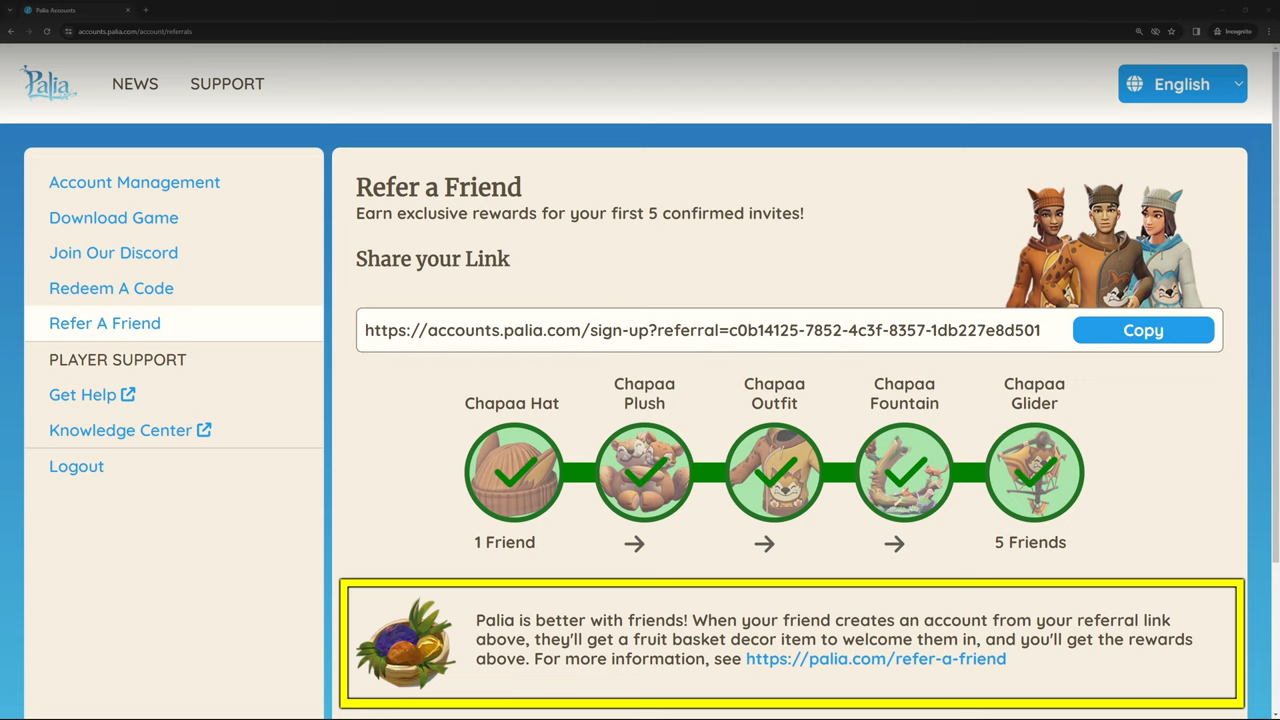 Palia Accounts
accounts.palia.com/account/referrals
Incognito
Palia
NEWS
SUPPORT
English
Account Management
Download Game
Join Our Discord
Redeem A Code
Refer A Friend
PLAYER SUPPORT
Get Help
Knowledge Center
Logout
Refer a Friend
Earn exclusive rewards for your first 5 confirmed invites!
Share your Link
https://accounts.palia.com/sign-up?referral=c0b14125-7852-4c3f-8357-1db227e8d501
Copy
Chapaa Hat
Chapaa
Plush
Chapaa
Outfit
Chapaa
Fountain
Chapaa
Glider
1 Friend
5 Friends
Palia is better with friends! When your friend creates an account from your referral link
above, they'll get a fruit basket decor item to welcome them in, and you'll get the rewards
above. For more information, see https://palia.com/refer-a-friend